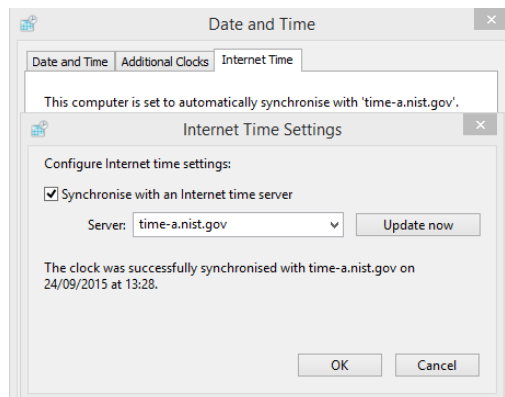 Date and Time
Date and Time Additional Clocks Internet Time
This computer is set to automatically synchronise with 'time-a.nist.gov'.
Internet Time Settings
Configure Internet time settings:
Synchronise with an Internet time server
Server: time-a.nist.gov Update now
The clock was successfully synchronised with time-a.nist.gov on
24/09/2015 at 13:28.
OK Cancel